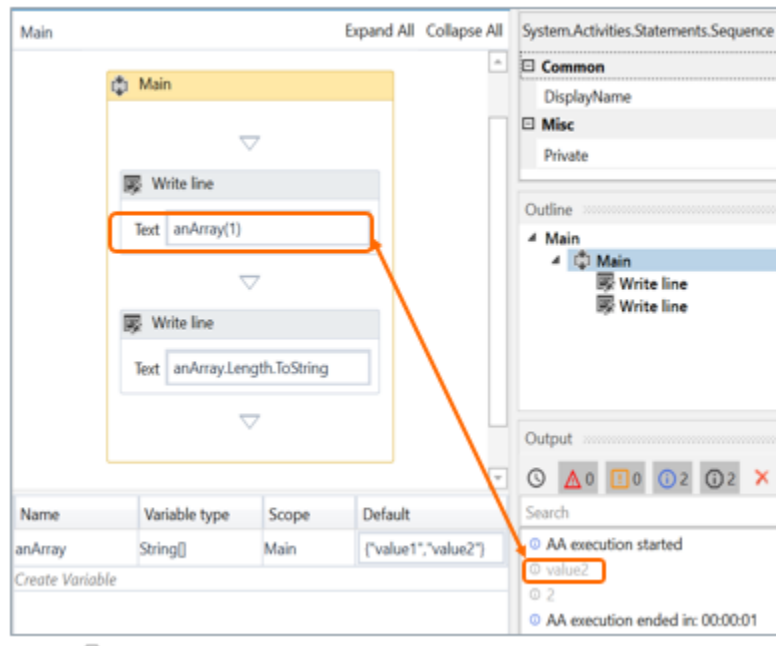 Main
Expand All Collapse All
Main
Write line
Text anArray(1)
Write line
Text anArray.Length.ToString
Name Variable type Scope Default
anArray String[] Main {"value1","value2"}
Create Variable
System.Activities.Statements.Sequence
Common
DisplayName
Misc
Private
Outline
Main
Main
Write line
Write line
Output
0 0 2 2
Search
AA execution started
value2
2
AA execution ended in: 00:00:01